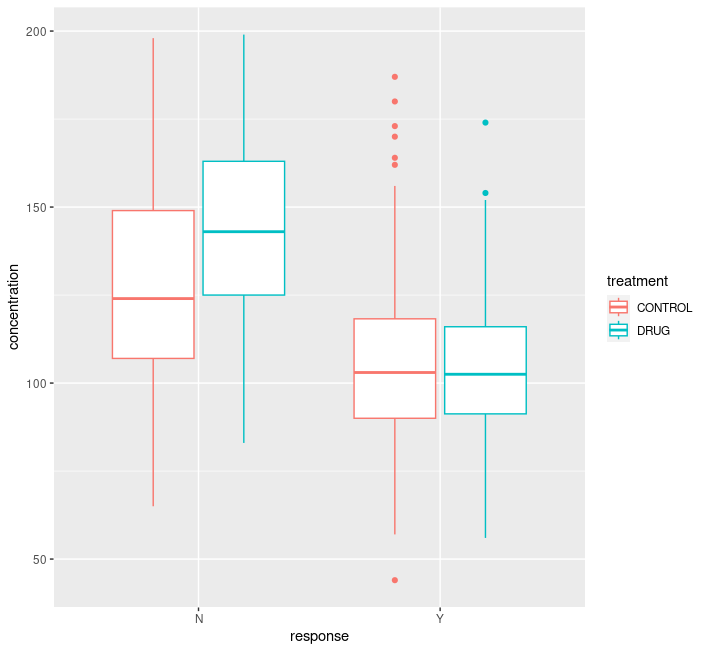 200
150
100
50
concentration
N
Y
response
treatment
CONTROL
DRUG